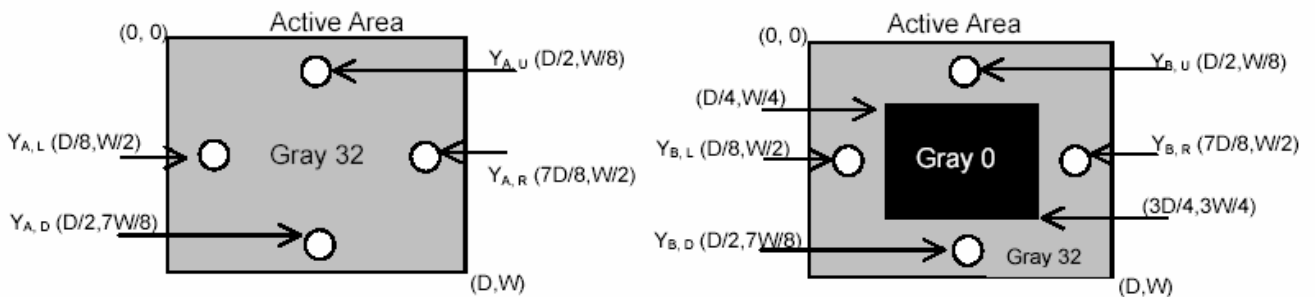 Active Area
(0, 0)
YA, U (D/2,W/8)
YA, L (D/8,W/2)
Gray 32
YA, R (7D/8,W/2)
YA, D (D/2,7W/8)
(D,W)
Active Area
(0, 0)
YB, U (D/2,W/8)
(D/4,W/4)
YB, L (D/8,W/2)
Gray 0
YB, R (7D/8,W/2)
(3D/4,3W/4)
YB, D (D/2,7W/8)
Gray 32
(D,W)